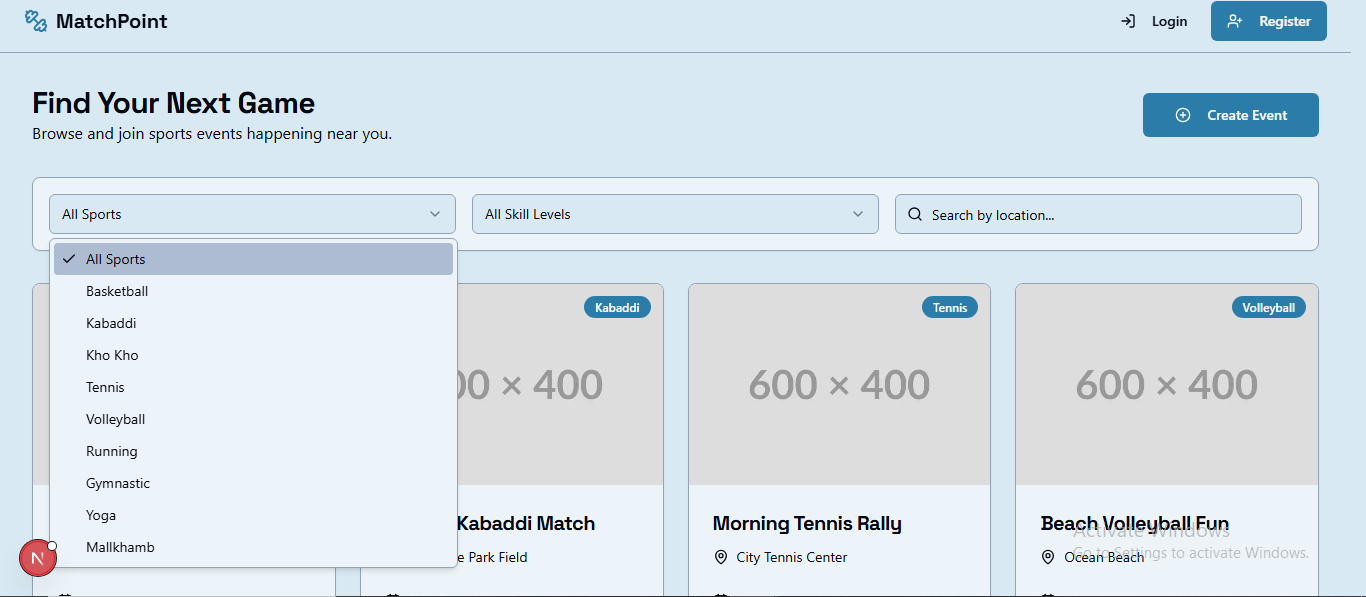 MatchPoint
Login
Register
Find Your Next Game
Browse and join sports events happening near you.
Create Event
All Sports
All Skill Levels
Search by location...
All Sports
Basketball
Kabaddi
Kho Kho
Tennis
Volleyball
Running
Gymnastic
Yoga
Mallkhamb
Kabaddi
00 × 400
Kabaddi Match
e Park Field
Tennis
600 × 400
Morning Tennis Rally
City Tennis Center
Volleyball
600 × 400
Beach Volleyball Fun
Ocean Beach
Activate Windows
Go to Settings to activate Windows.
N